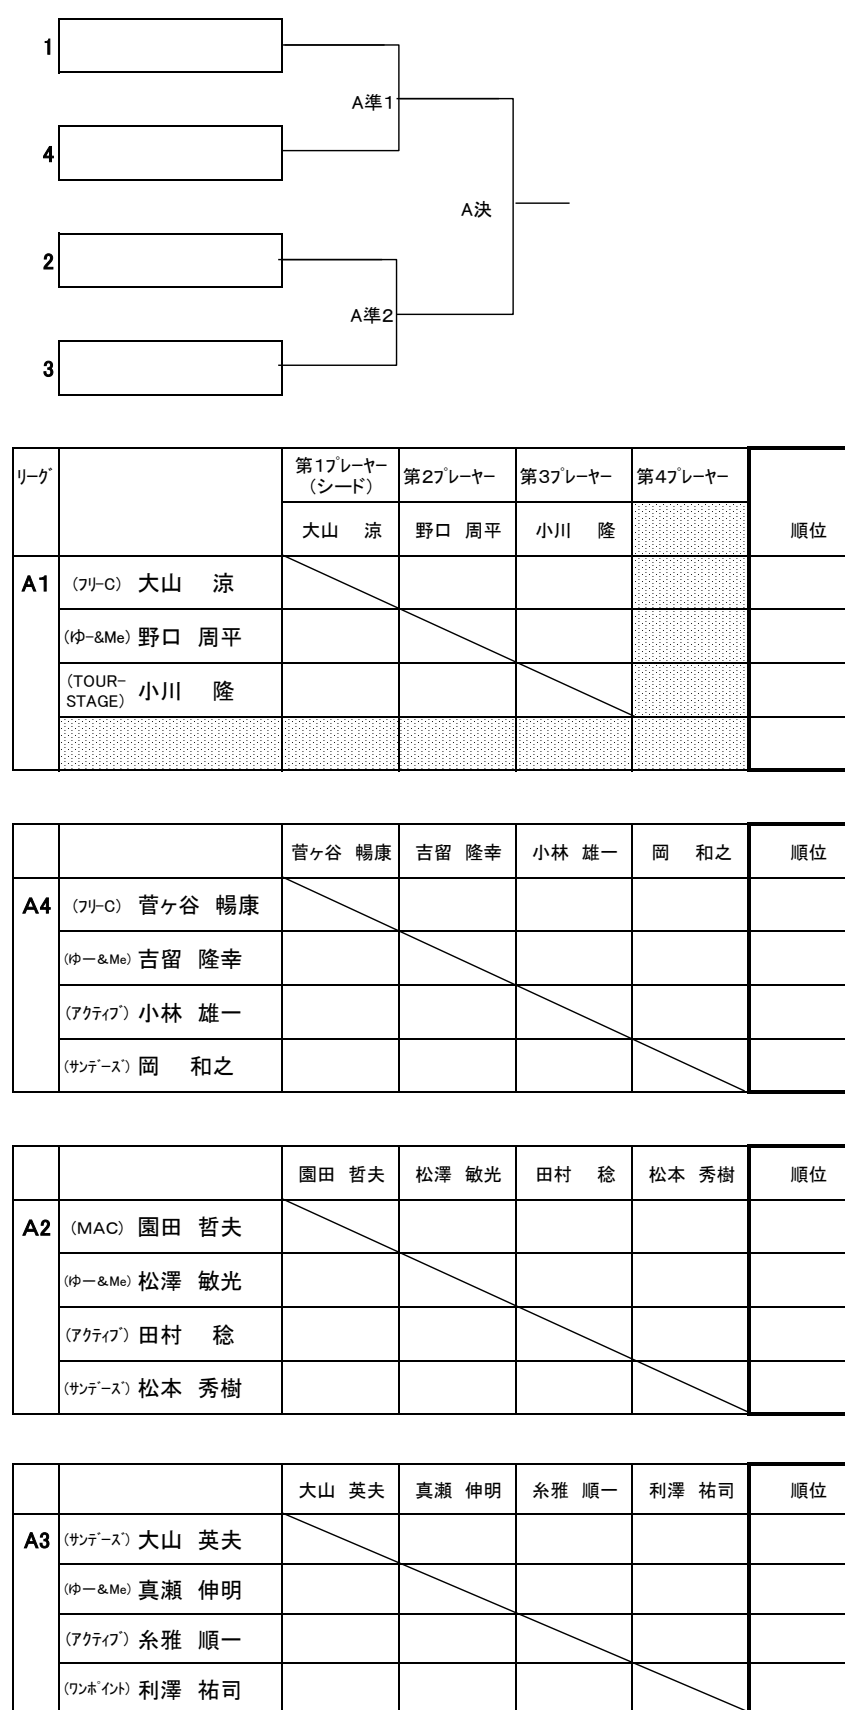 1
A準1
4
A決
2
A準2
3
リーグ 第1プレーヤー（シード） 第2プレーヤー 第3プレーヤー 第4プレーヤー
大山 涼 野口 周平 小川 隆 順位
A1 （フリーC） 大山 涼
（ゆｰ&Me） 野口 周平
（TOUR-STAGE） 小川 隆
菅ヶ谷 暢康 吉留 隆幸 小林 雄一 岡 和之 順位
A4 （フリーC） 菅ヶ谷 暢康
（ゆー&Me） 吉留 隆幸
（アクティブ） 小林 雄一
（サンデーズ） 岡 和之
園田 哲夫 松澤 敏光 田村 稔 松本 秀樹 順位
A2 （MAC） 園田 哲夫
（ゆー&Me） 松澤 敏光
（アクティブ） 田村 稔
（サンデーズ） 松本 秀樹
大山 英夫 真瀬 伸明 糸雅 順一 利澤 祐司 順位
A3 （サンデーズ） 大山 英夫
（ゆー&Me） 真瀬 伸明
（アクティブ） 糸雅 順一
（ワンポイント） 利澤 祐司